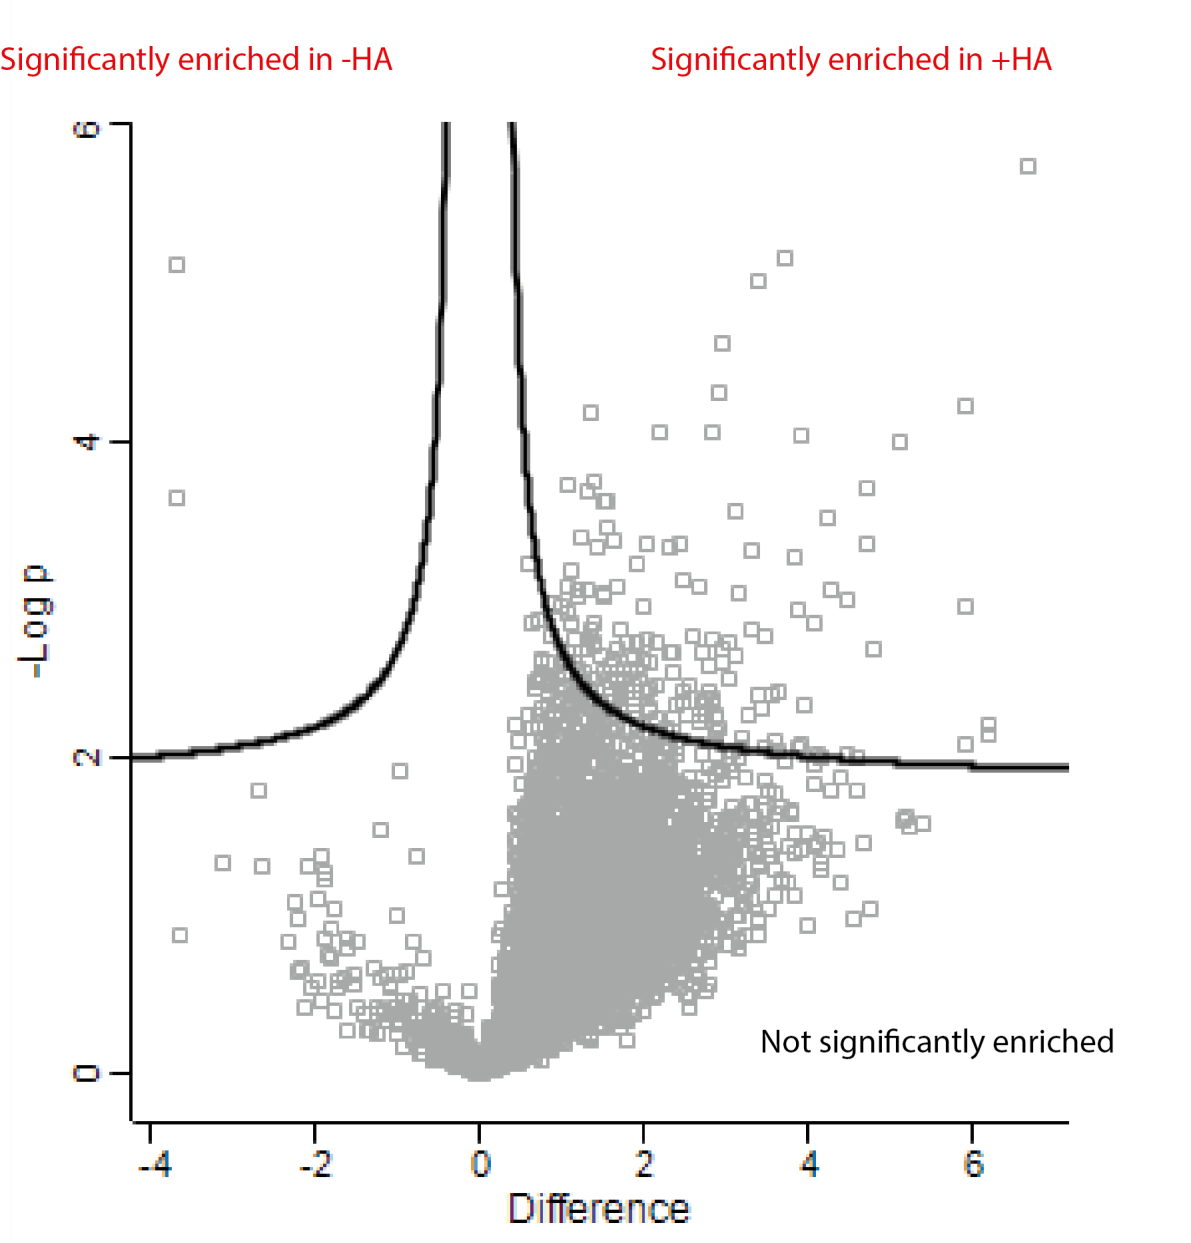 Significantly enriched in -HA
Significantly enriched in +HA
6
4
2
0
-Log p
Not significantly enriched
-4
-2
0
2
4
6
Difference